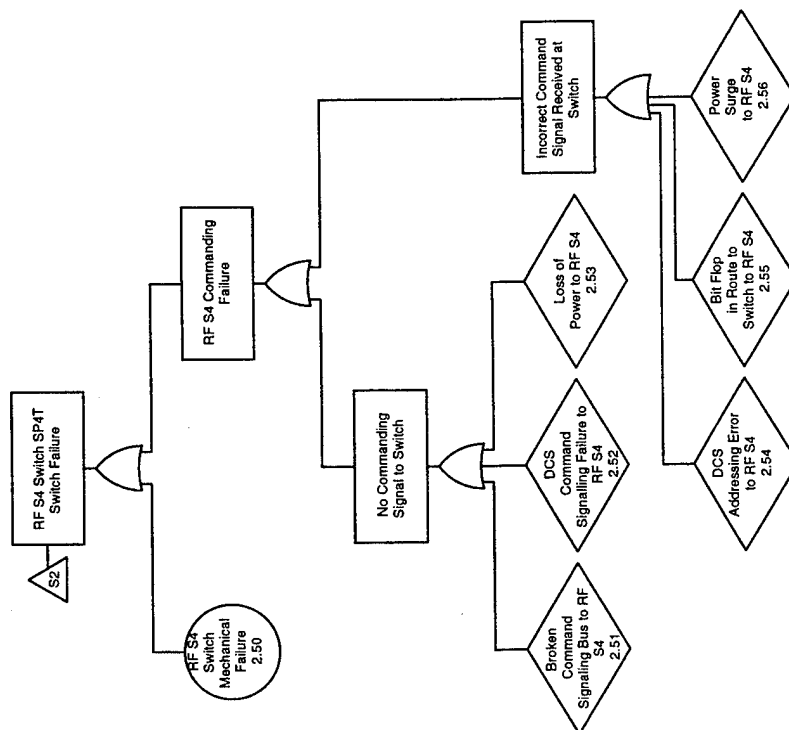 S2
RF S4 Switch SP4T
Switch Failure
RF S4
Switch
Mechanical
Failure
2.50
RF S4 Commanding
Failure
No Commanding
Signal to Switch
Incorrect Command
Signal Received at
Switch
Broken
Command
Signaling Bus to RF
S4
2.51
DCS
Command
Signalling Failure to
RF S4
2.52
Loss of
Power to RF S4
2.53
DCS
Addressing Error
to RF S4
2.54
Bit Flop
in Route to
Switch to RF S4
2.55
Power
Surge
to RF S4
2.56